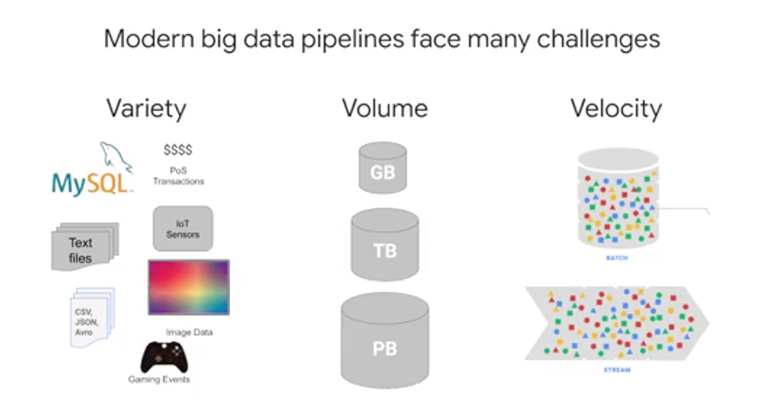 Modern big data pipelines face many challenges
Variety
Volume
Velocity
MySQL™
$$$$
PoS
Transactions
Text
files
IoT
Sensors
CSV,
JSON,
Avro
Image Data
Gaming Events
GB
TB
PB
BATCH
STREAM